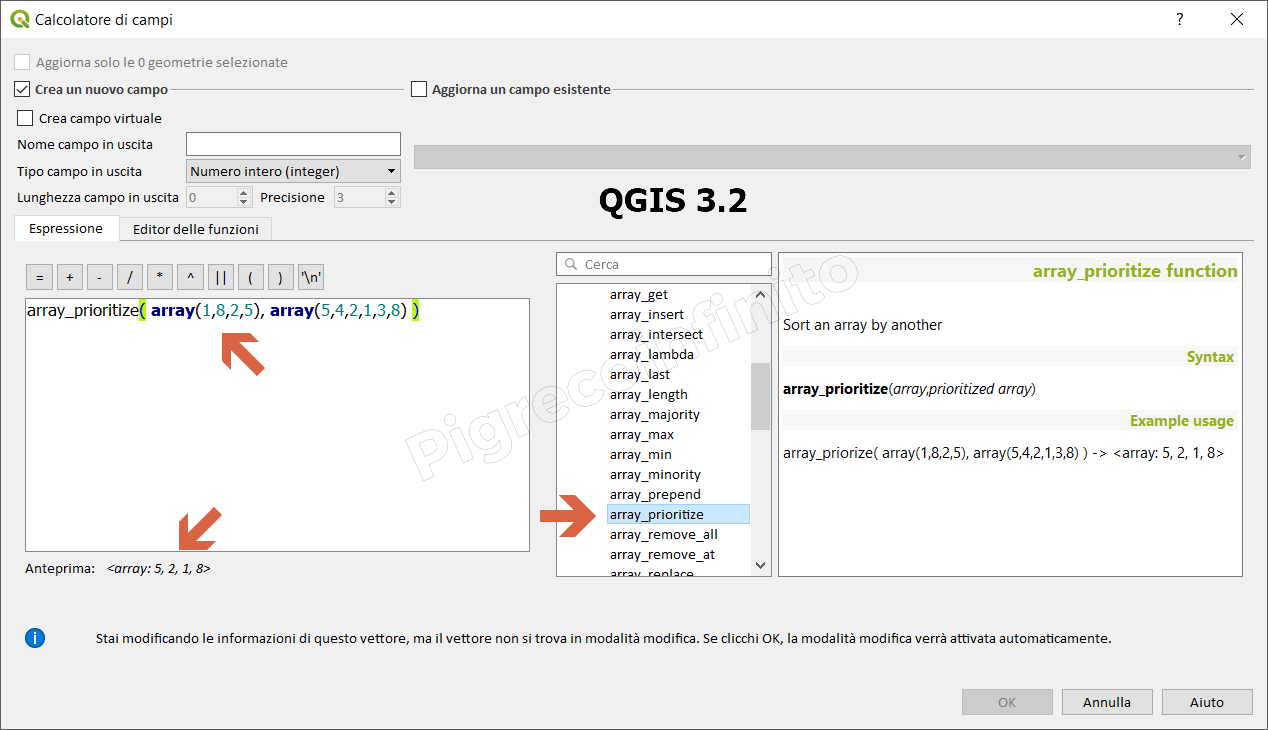 Calcolatore di campi
?
Aggiorna solo le 0 geometrie selezionate
Crea un nuovo campo
Aggiorna un campo esistente
Crea campo virtuale
Nome campo in uscita
Tipo campo in uscita
Numero intero (integer)
Lunghezza campo in uscita
0
Precisione
3
QGIS 3.2
Espressione
Editor delle funzioni
= + - / * ^ || ( ) '\n'
array_prioritize( array(1,8,2,5), array(5,4,2,1,3,8) )
Anteprima: <array: 5, 2, 1, 8>
Cerca
array_get
array_insert
array_intersect
array_lambda
array_last
array_length
array_majority
array_max
array_min
array_minority
array_prepend
array_prioritize
array_remove_all
array_remove_at
array_replace
array_prioritize function
Sort an array by another
Syntax
array_prioritize(array,prioritized array)
Example usage
array_priorize( array(1,8,2,5), array(5,4,2,1,3,8) ) -> <array: 5, 2, 1, 8>
Pigrecoinfinito
Stai modificando le informazioni di questo vettore, ma il vettore non si trova in modalità modifica. Se clicchi OK, la modalità modifica verrà attivata automaticamente.
OK
Annulla
Aiuto